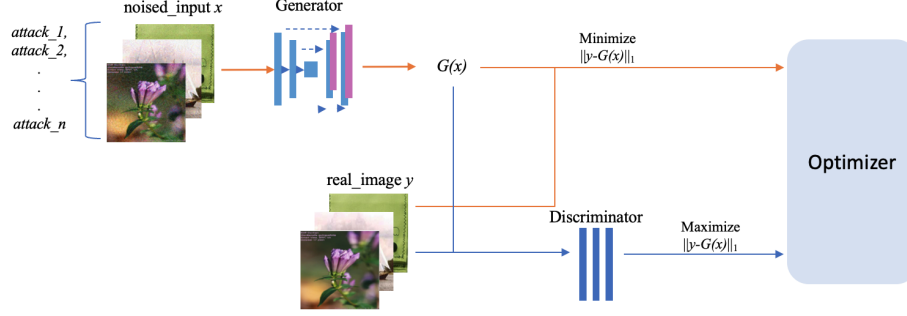 noised_input x
Generator
attack_1,
attack_2,
.
.
.
attack_n
G(x)
Minimize
||y-G(x)||₁
real_image y
Discriminator
Maximize
||y-G(x)||₁
Optimizer